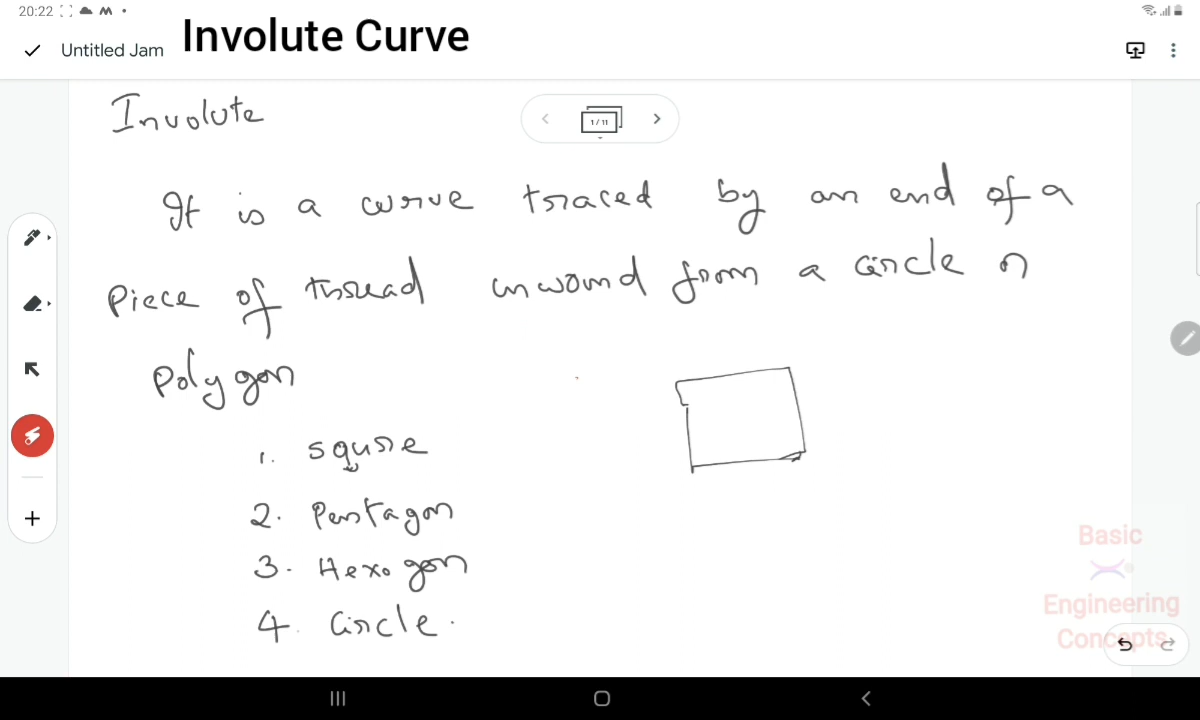 20:22
Untitled Jam
Involute Curve
1 / 11
Involute
It is a curve traced by an end of a
Piece of thread unwound from a circle or
Polygon
1. square
2. Pentagon
3. Hexogon
4. Circle.
Basic
Engineering
Concepts